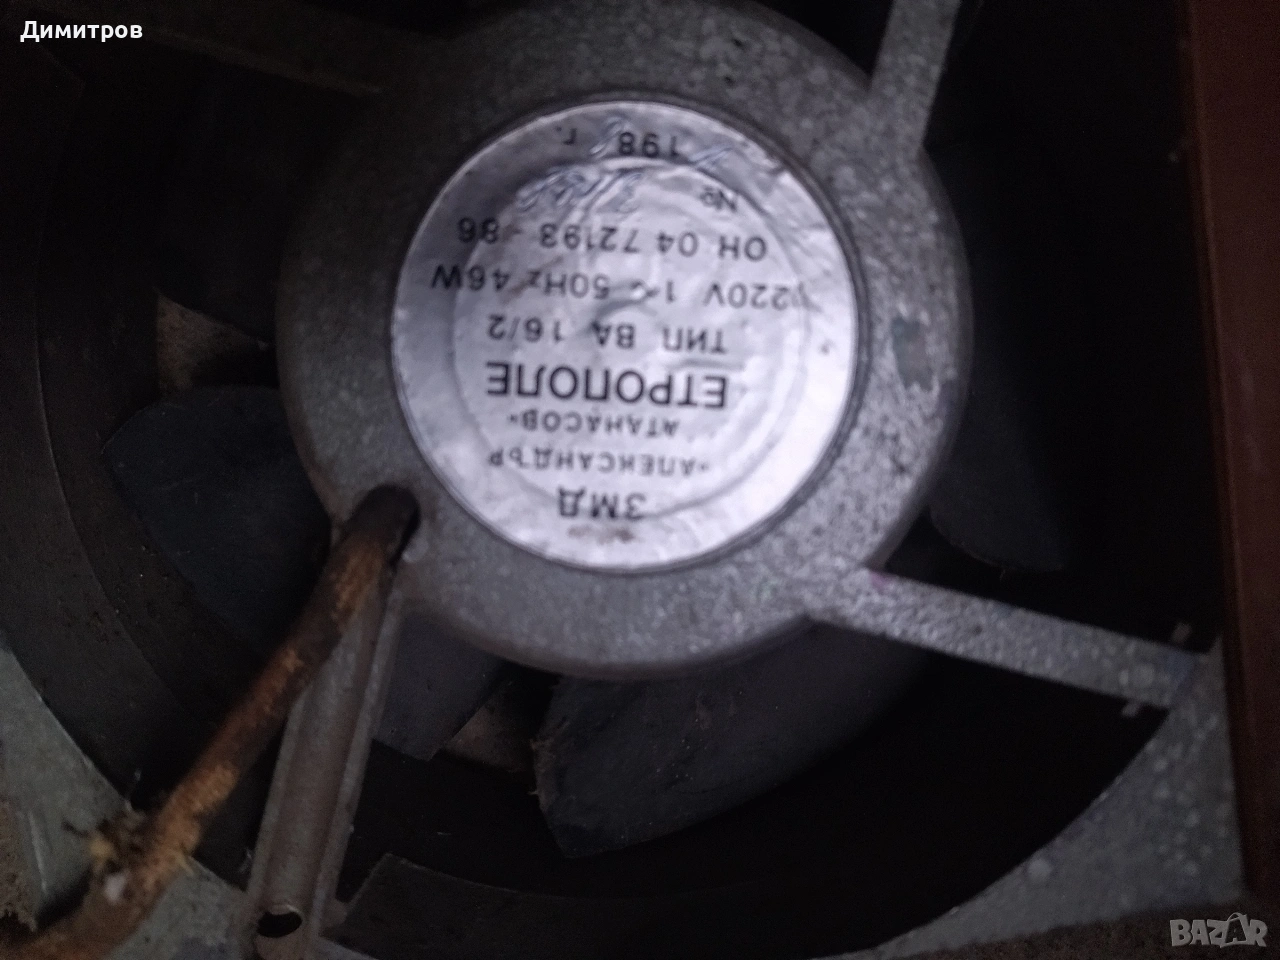 Димитров
ЗМД
„АЛЕКСАНДЪР
АТАНАСОВ“
ЕТРОПОЛЕ
ТИП ВА 16/2
220V 1~ 50Hz 46W
ОН 04 72193-86
№
198 г.
BAZAR